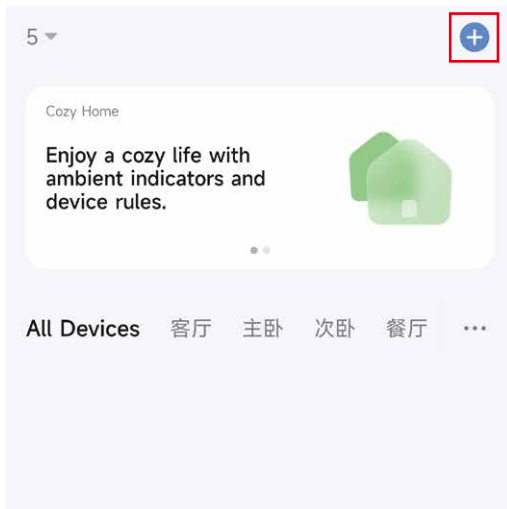 5
Cozy Home
Enjoy a cozy life with
ambient indicators and
device rules.
All Devices 客厅 主卧 次卧 餐厅 ...